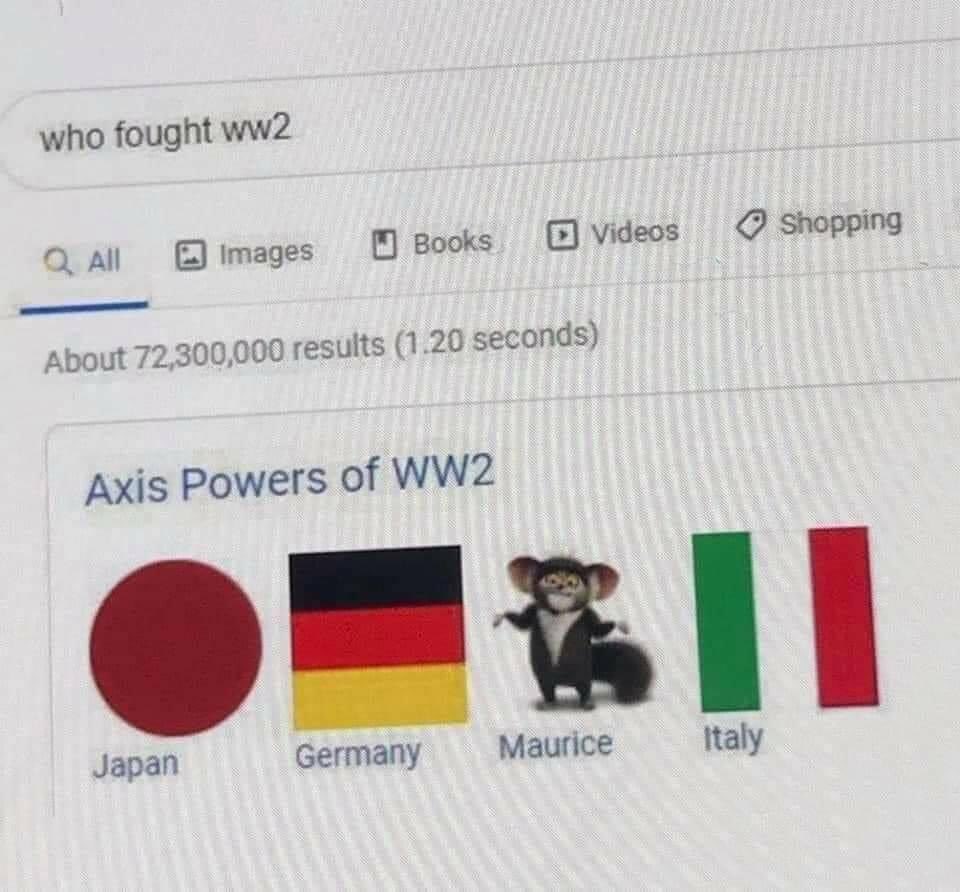 who fought ww2
All Images Books Videos Shopping
About 72,300,000 results (1.20 seconds)
Axis Powers of WW2
Japan Germany Maurice Italy